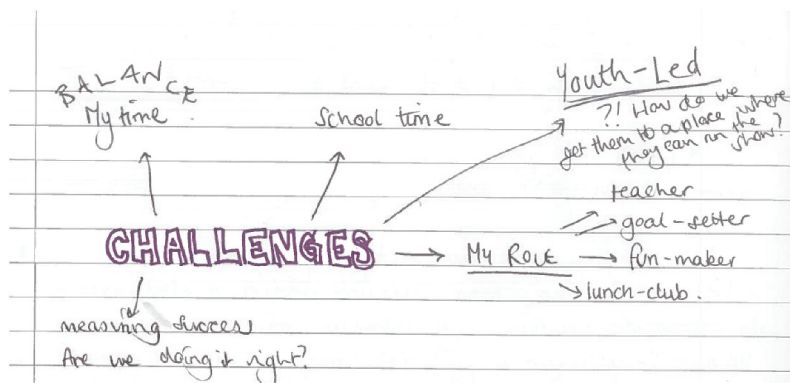 BALANCE
My time
School time
Youth-Led
?! How do we
get them to a place where
they can run the
show?
CHALLENGES
MY ROLE
teacher
goal-setter
fun-maker
lunch-club.
measuring success
Are we doing it right?